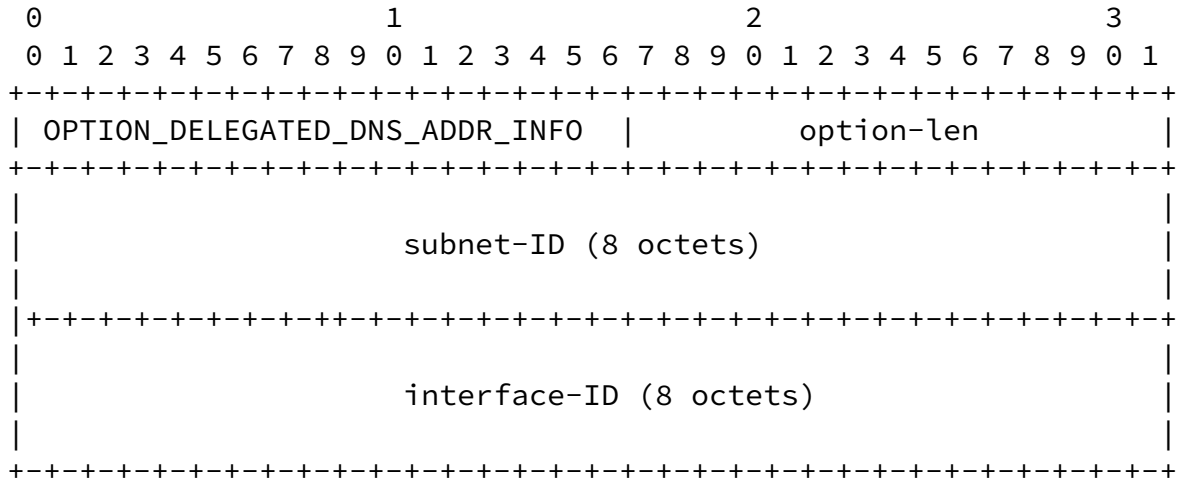 0                   1                   2                   3
 0 1 2 3 4 5 6 7 8 9 0 1 2 3 4 5 6 7 8 9 0 1 2 3 4 5 6 7 8 9 0 1
+-+-+-+-+-+-+-+-+-+-+-+-+-+-+-+-+-+-+-+-+-+-+-+-+-+-+-+-+-+-+-+-+
| OPTION_DELEGATED_DNS_ADDR_INFO  |         option-len          |
+-+-+-+-+-+-+-+-+-+-+-+-+-+-+-+-+-+-+-+-+-+-+-+-+-+-+-+-+-+-+-+-+
|                                                               |
|                     subnet-ID (8 octets)                      |
|                                                               |
|+-+-+-+-+-+-+-+-++-+-+-+-+-+-+-+-+-+-+-+-+-+-+-+-+-+-+-+-+-+-+-+
|                                                               |
|                     interface-ID (8 octets)                   |
|                                                               |
+-+-+-+-+-+-+-+-+-+-+-+-+-+-+-+-+-+-+-+-+-+-+-+-+-+-+-+-+-+-+-+-+